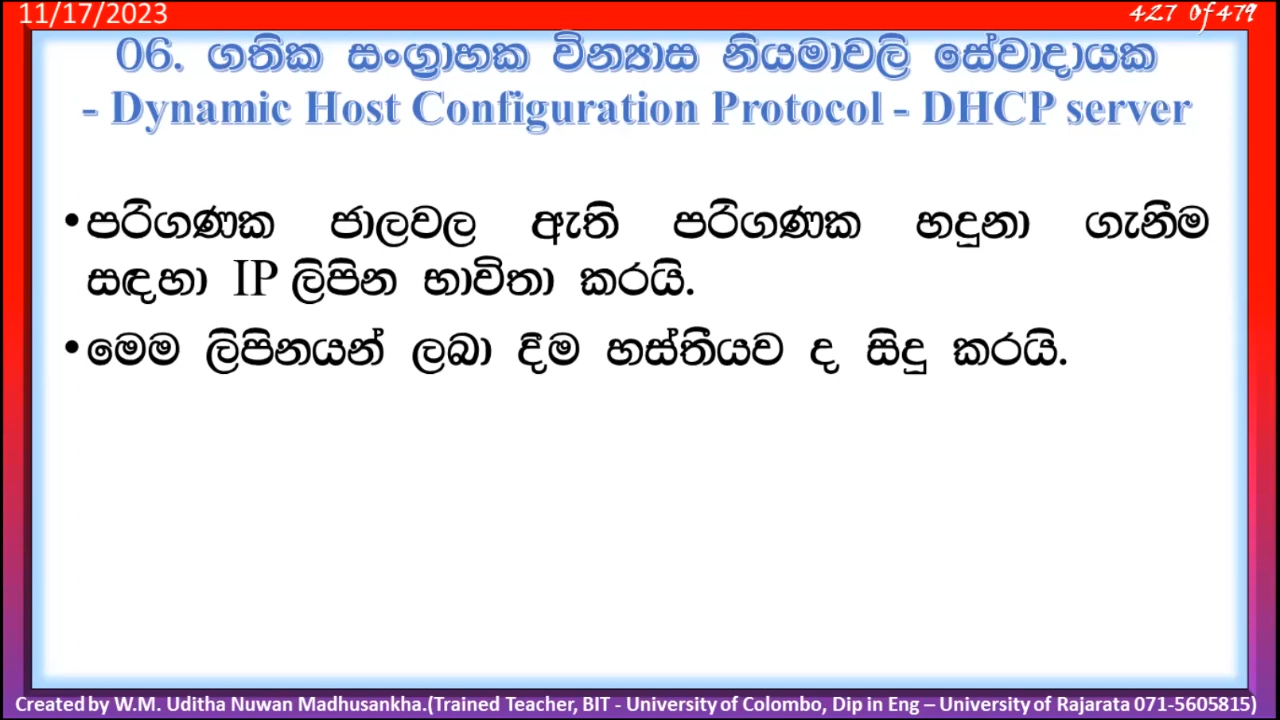 11/17/2023
427 of 479
06. ගතික සංග්‍රාහක වින්‍යාස නියමාවලි සේවාදායක
- Dynamic Host Configuration Protocol - DHCP server
•පරිගණක ජාලවල ඇති පරිගණක හදුනා ගැනීම
සඳහා IP ලිපින භාවිතා කරයි.
•මෙම ලිපිනයන් ලබා දීම හස්තීයව ද සිදු කරයි.
Created by W.M. Uditha Nuwan Madhusankha.(Trained Teacher, BIT - University of Colombo, Dip in Eng – University of Rajarata 071-5605815)